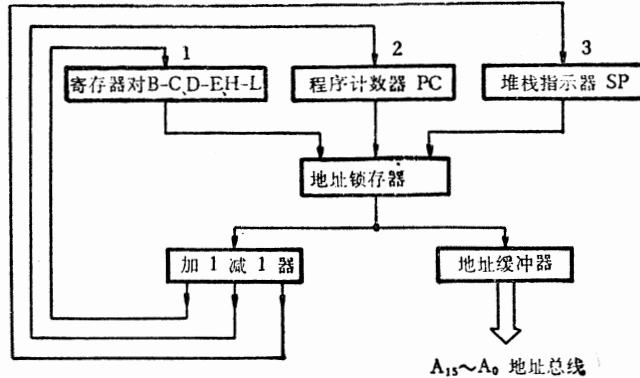 1
2
3
寄存器对B-C、D-E、H-L
程序计数器 PC
堆栈指示器 SP
地址锁存器
加 1 减 1 器
地址缓冲器
A₁₅～A₀ 地址总线